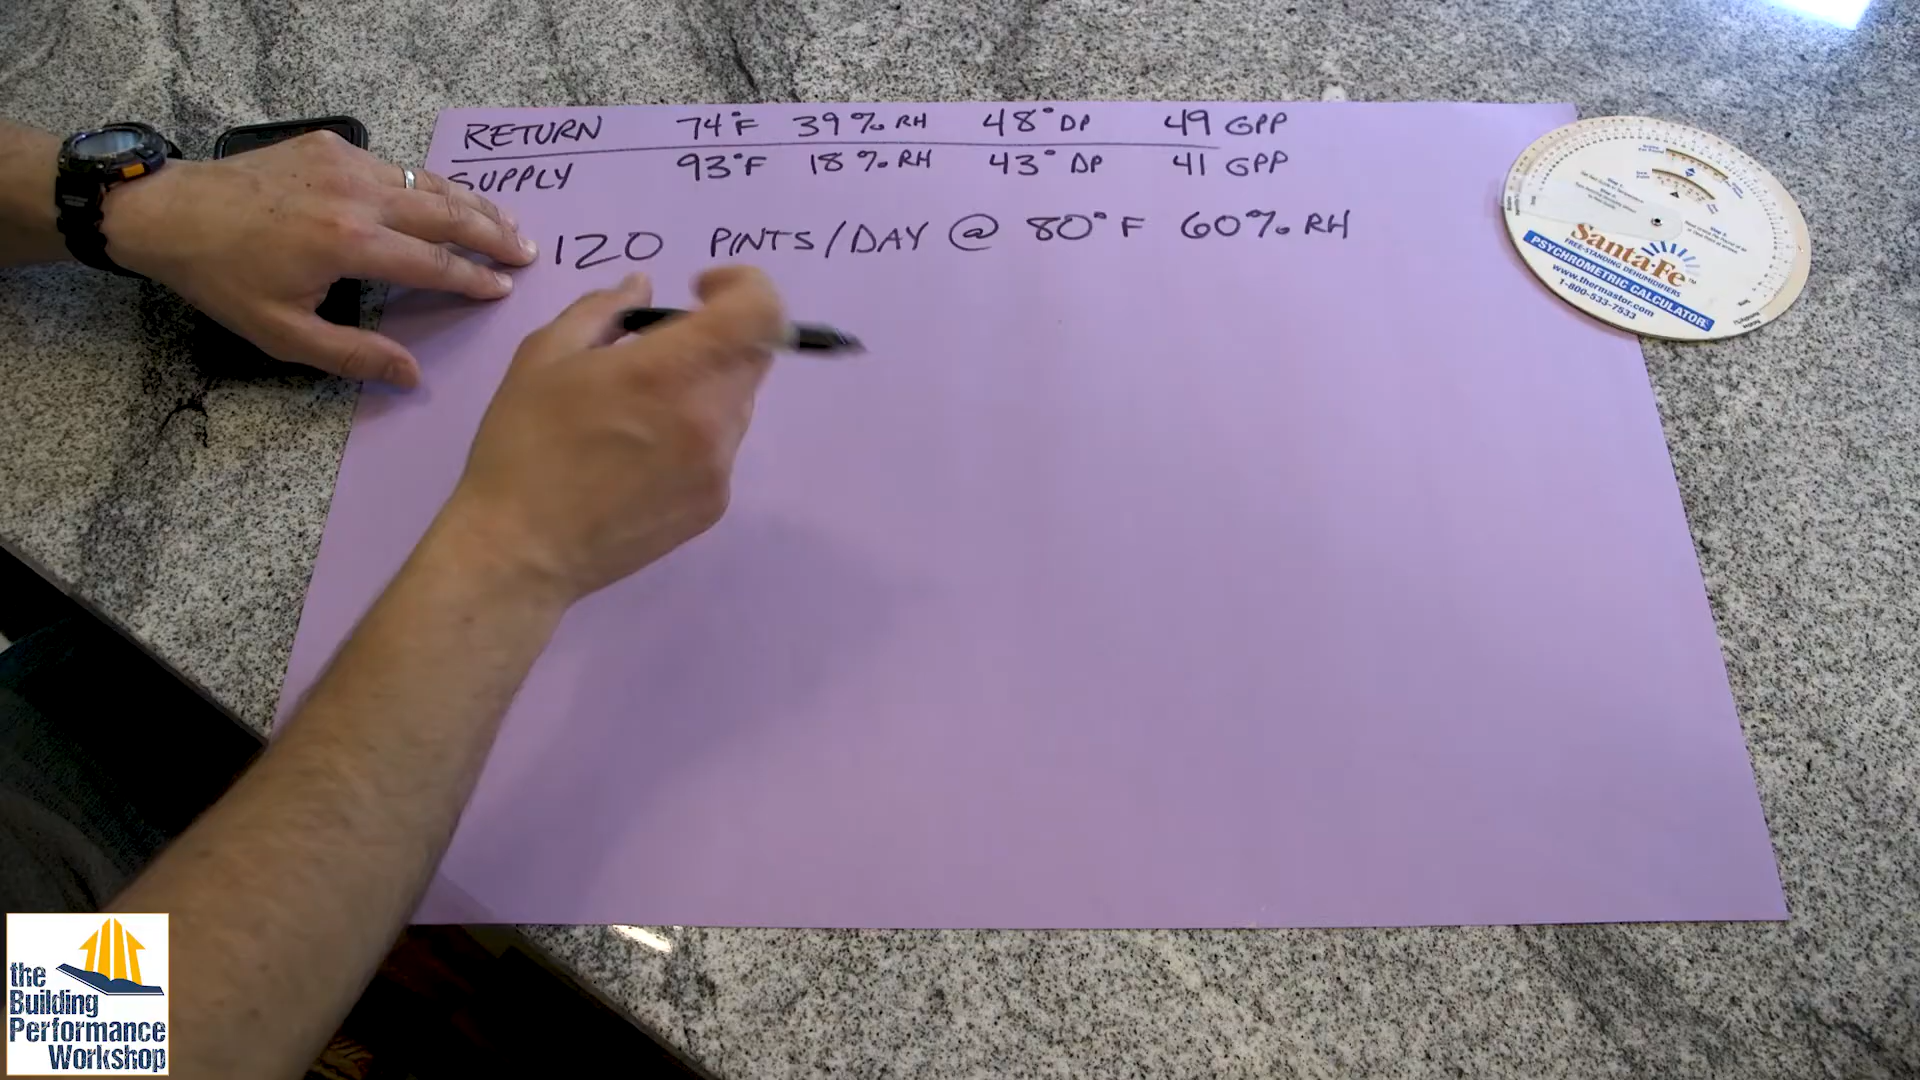 RETURN 74°F 39% RH 48° DP 49 GPP
SUPPLY 93°F 18% RH 43° DP 41 GPP
120 PINTS/DAY @ 80°F 60% RH
Santa-Fe
FREE-STANDING DEHUMIDIFIERS
PSYCHROMETRIC CALCULATOR
www.thermastor.com
1-800-533-7533
the
Building
Performance
Workshop